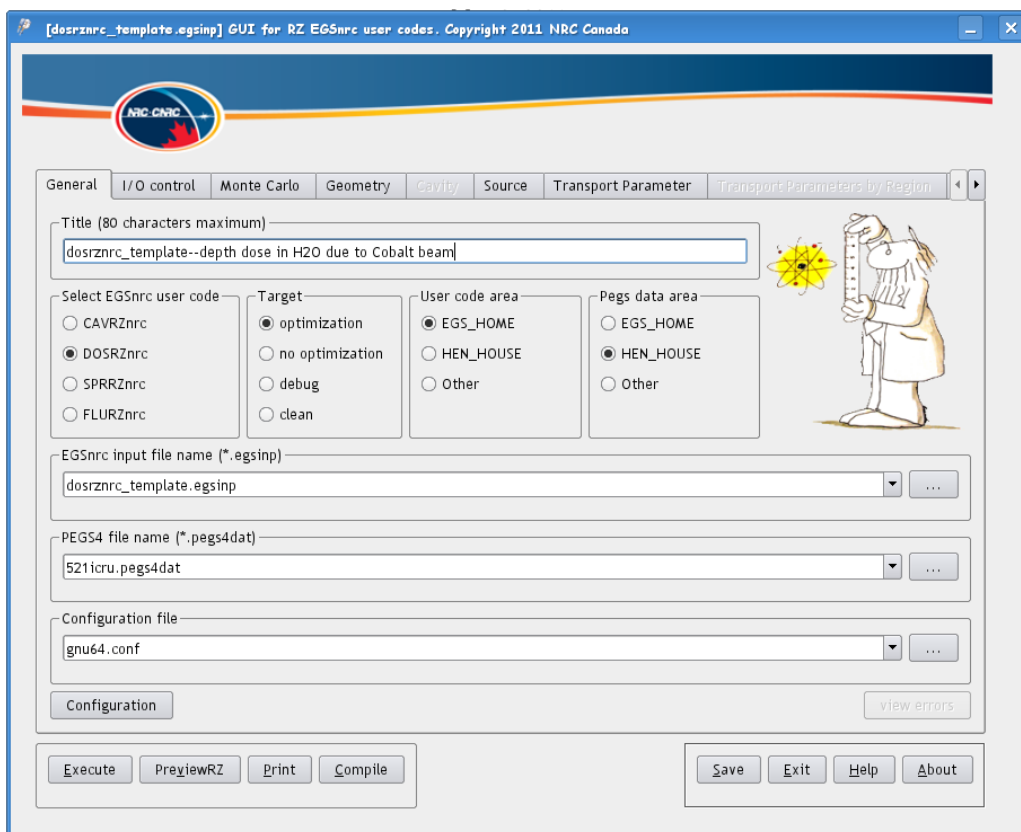 [dosrznrc_template.egsinp] GUI for RZ EGSnrc user codes. Copyright 2011 NRC Canada
NRC·CNRC
General I/O control Monte Carlo Geometry Cavity Source Transport Parameter Transport Parameters by Region
Title (80 characters maximum)
dosrznrc_template--depth dose in H2O due to Cobalt beam
Select EGSnrc user code Target User code area Pegs data area
CAVRZnrc optimization EGS_HOME EGS_HOME
DOSRZnrc no optimization HEN_HOUSE HEN_HOUSE
SPRRZnrc debug Other Other
FLURZnrc clean
EGSnrc input file name (*.egsinp)
dosrznrc_template.egsinp ...
PEGS4 file name (*.pegs4dat)
521icru.pegs4dat ...
Configuration file
gnu64.conf ...
Configuration view errors
Execute PreviewRZ Print Compile Save Exit Help About